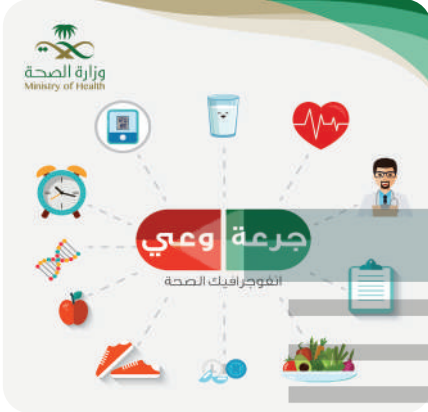 وزارة الصحة
Ministry of Health
جرعة وعي
انفوجرافيك الصحة